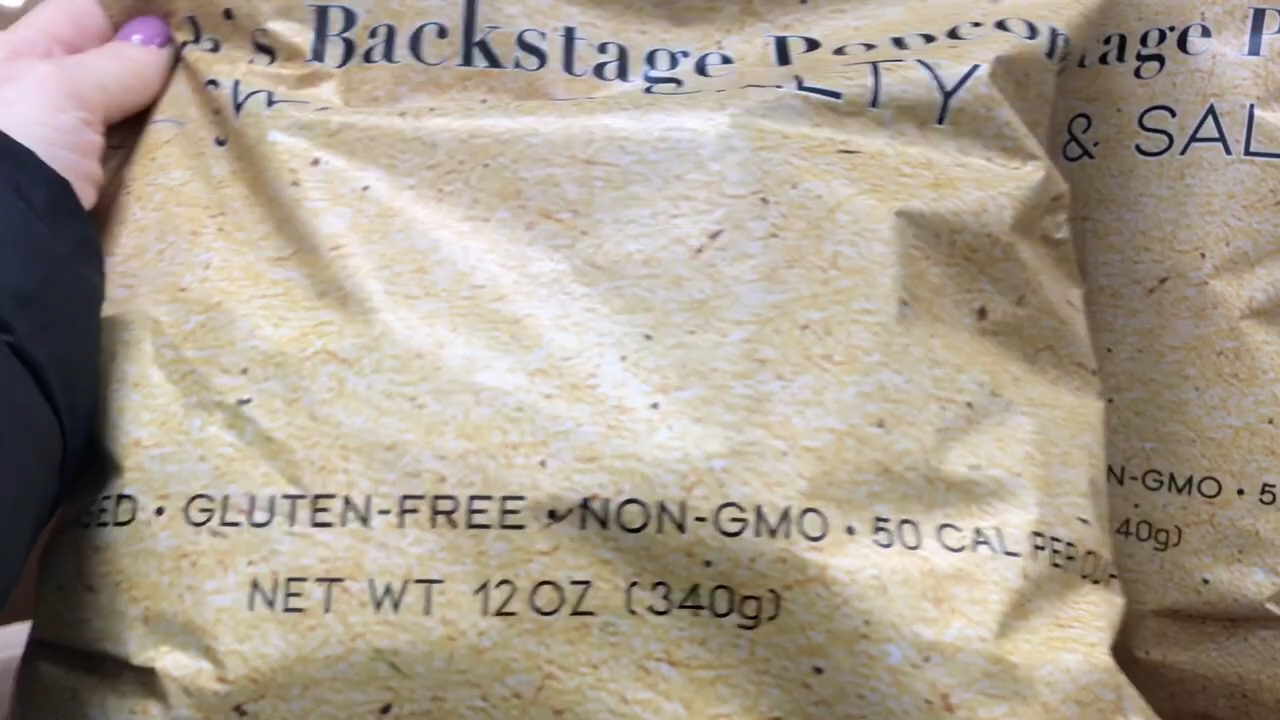 's Backstage Popcorn
LTY
ED • GLUTEN-FREE • NON-GMO • 50 CAL PER CU
NET WT 12 OZ (340g)
age P
& SAL
N-GMO • 5
40g)